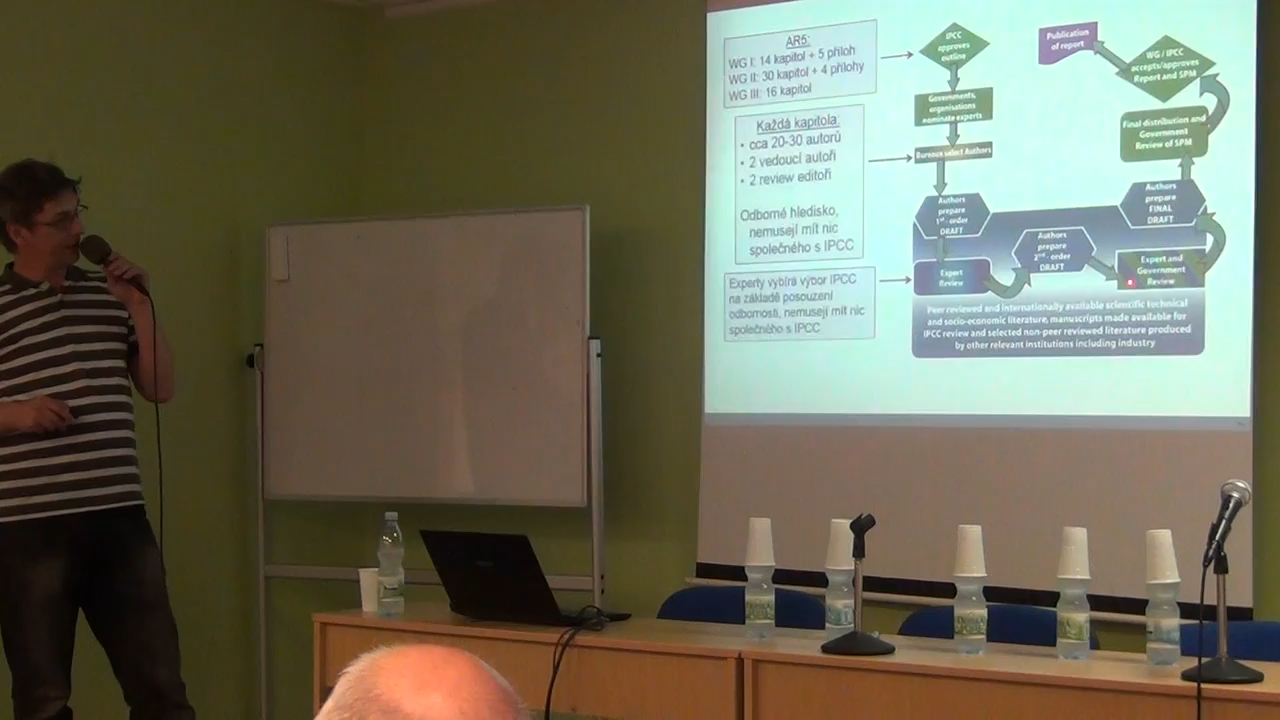 AR5:
WG I: 14 kapitol + 5 příloh
WG II: 30 kapitol + 4 přílohy
WG III: 16 kapitol
Každá kapitola:
• cca 20-30 autorů
• 2 vedoucí autoři
• 2 review editoři
Odborné hledisko,
nemusejí mít nic
společného s IPCC
Experty vybírá výbor IPCC
na základě posouzení
odbornosti, nemusejí mít nic
společného s IPCC
IPCC
approves
outline
Governments,
organisations
nominate experts
Bureaus select Authors
Authors
prepare
1st - order
DRAFT
Expert
Review
Authors
prepare
2nd - order
DRAFT
Expert and
Government
Review
Authors
prepare
FINAL
DRAFT
Final distribution and
Government
Review of SPM
WG / IPCC
accepts/approves
Report and SPM
Publication
of report
Peer reviewed and internationally available scientific technical
and socio-economic literature, manuscripts made available for
IPCC review and selected non-peer reviewed literature produced
by other relevant institutions including industry